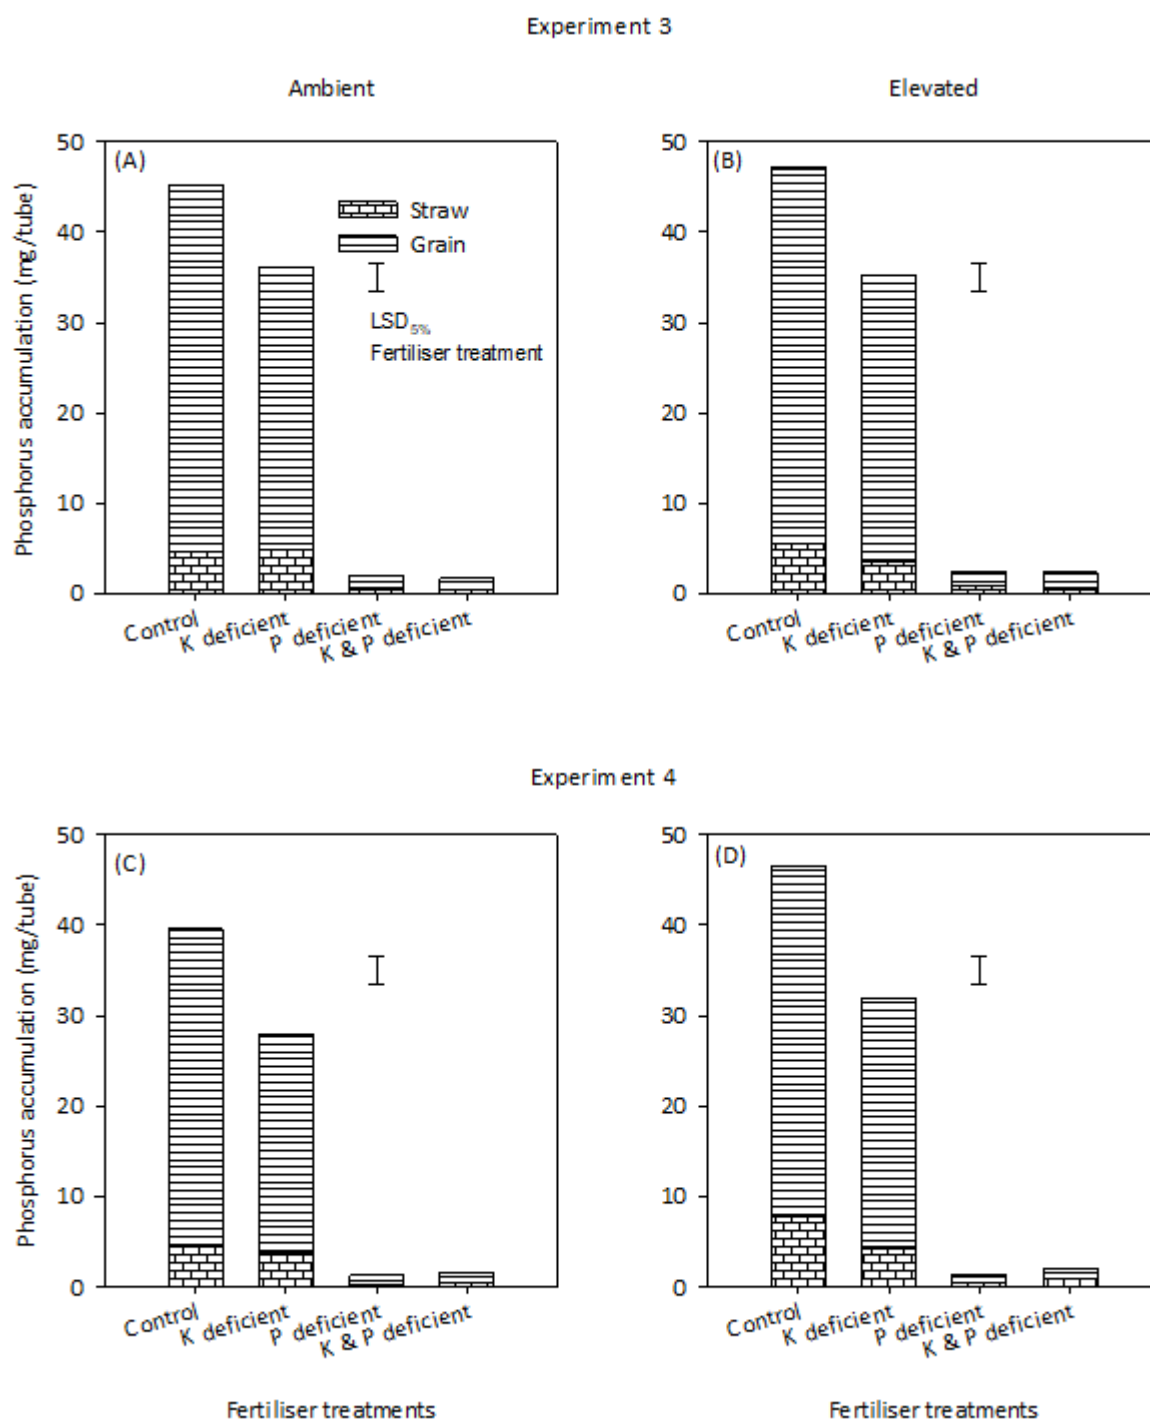 Experiment 3
Ambient
Elevated
Phosphorus accumulation (mg/tube)
50
40
30
20
10
0
(A)
Straw
Grain
LSD5%
Fertiliser treatment
Control
K deficient
P deficient
K & P deficient
50
40
30
20
10
0
(B)
Control
K deficient
P deficient
K & P deficient
Experiment 4
Phosphorus accumulation (mg/tube)
50
40
30
20
10
0
(C)
Control
K deficient
P deficient
K & P deficient
Fertiliser treatments
50
40
30
20
10
0
(D)
Control
K deficient
P deficient
K & P deficient
Fertiliser treatments